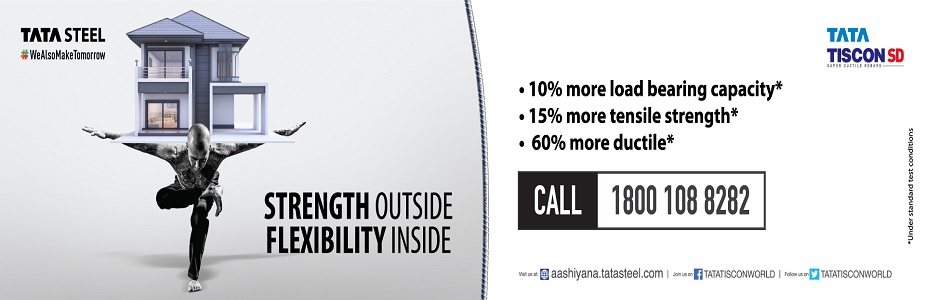 TATA STEEL
#WeAlsoMakeTomorrow
STRENGTH OUTSIDE
FLEXIBILITY INSIDE
TATA
TISCON SD
SUPER DUCTILE REBARS
• 10% more load bearing capacity*
• 15% more tensile strength*
• 60% more ductile*
CALL 1800 108 8282
Visit us at: aashiyana.tatasteel.com | Join us on f TATATISCONWORLD | Follow us on TATATISCONWORLD
*Under standard test conditions